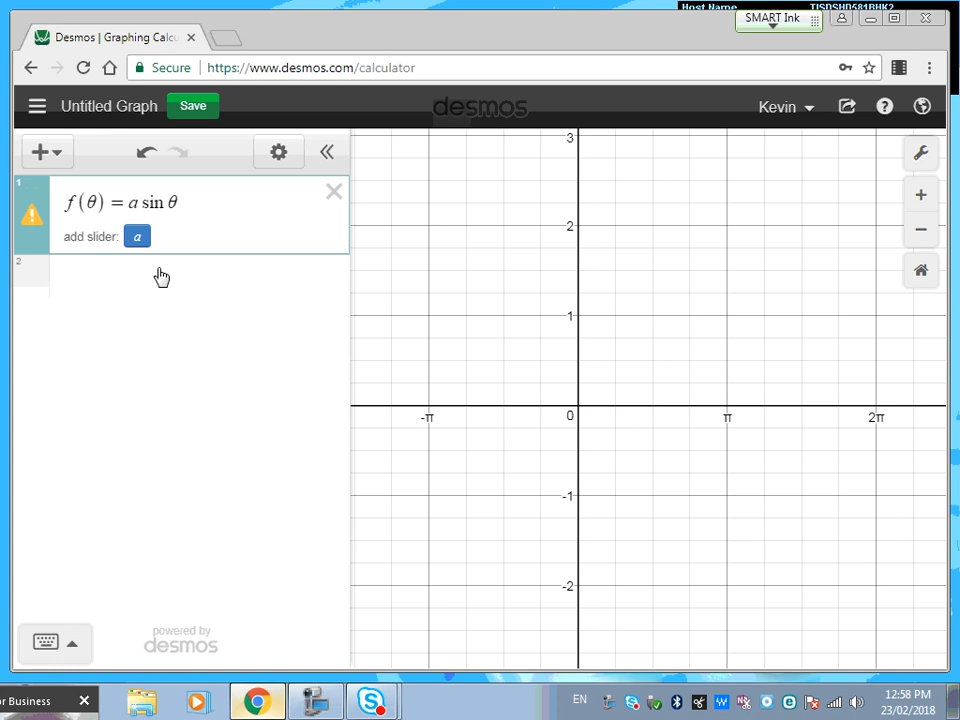 Host Name TISDSHD581BHK2
SMART Ink
Desmos | Graphing Calcu
Secure https://www.desmos.com/calculator
Untitled Graph Save desmos Kevin
1
f(θ) = a sin θ
add slider: a
2
3
2
1
0
-1
-2
-π
π
2π
powered by
desmos
or Business
EN
12:58 PM
23/02/2018